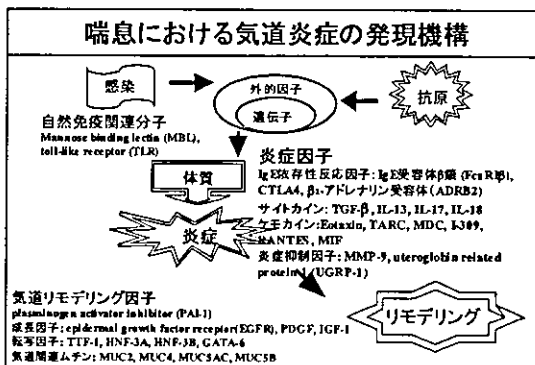 喘息における気道炎症の発現機構
感染
外的因子
遺伝子
抗原
自然免疫関連分子
Mannose binding lectin (MBL),
toll-like receptor (TLR)
体質
炎症
炎症因子
IgE依存性反応因子: IgE受容体β鎖 (FcεRIβ),
CTLA4, β2-アドレナリン受容体 (ADRB2)
サイトカイン: TGF-β, IL-13, IL-17, IL-18
ケモカイン: Eotaxin, TARC, MDC, I-309,
RANTES, MIF
炎症抑制因子: MMP-9, uteroglobin related
protein 1 (UGRP-1)
気道リモデリング因子
plasminogen activator inhibitor (PAI-1)
成長因子: epidermal growth factor receptor(EGFR), PDGF, IGF-1
転写因子: TTF-1, HNF-3A, HNF-3B, GATA-6
気道関連ムチン: MUC2, MUC4, MUC5AC, MUC5B
リモデリング